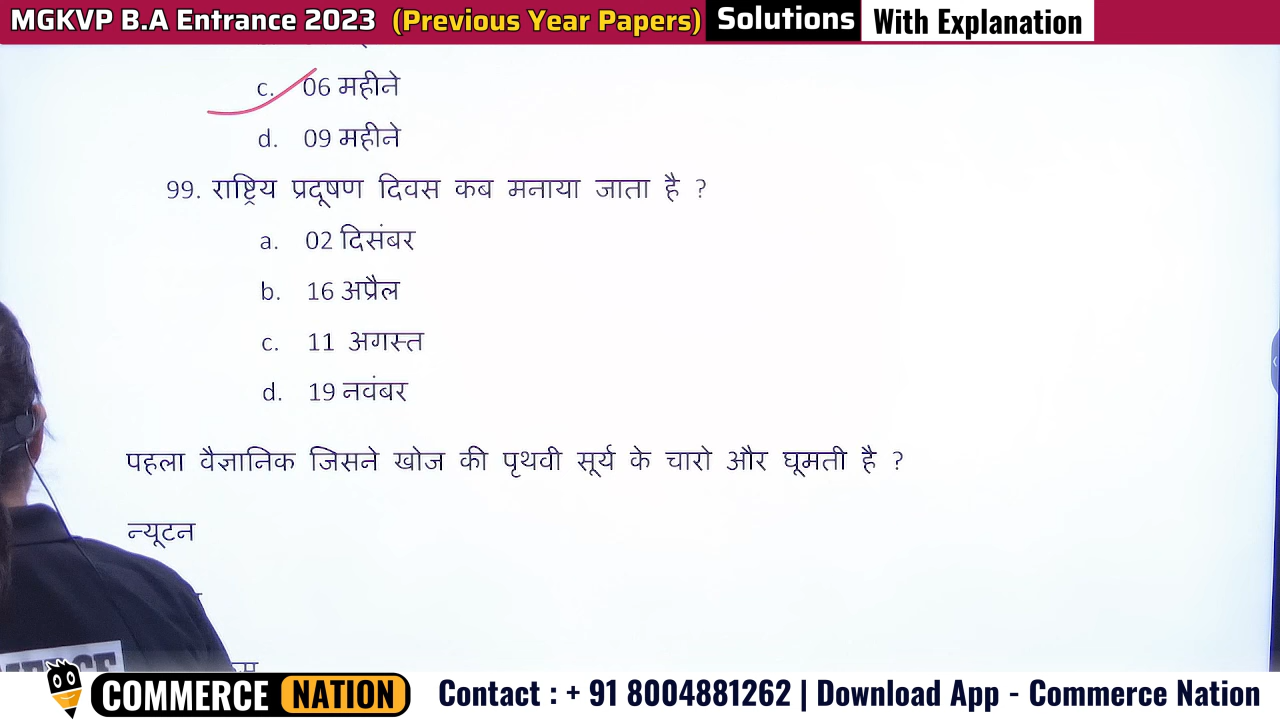 MGKVP B.A Entrance 2023 (Previous Year Papers) Solutions With Explanation
c. 06 महीने
d. 09 महीने
99. राष्ट्रिय प्रदूषण दिवस कब मनाया जाता है ?
a. 02 दिसंबर
b. 16 अप्रैल
c. 11 अगस्त
d. 19 नवंबर
पहला वैज्ञानिक जिसने खोज की पृथवी सूर्य के चारो और घूमती है ?
न्यूटन
COMMERCE NATION Contact : + 91 8004881262 | Download App - Commerce Nation